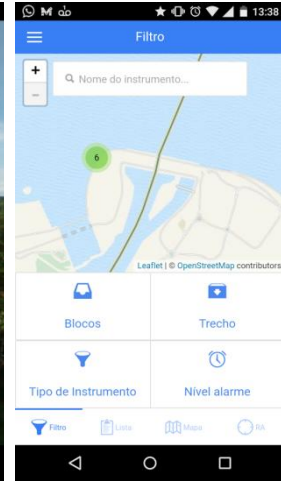 13:38
Filtro
+
Nome do instrumento...
-
6
Leaflet | © OpenStreetMap contributors
Blocos
Trecho
Tipo de Instrumento
Nível alarme
Filtro
Lista
Mapa
RA